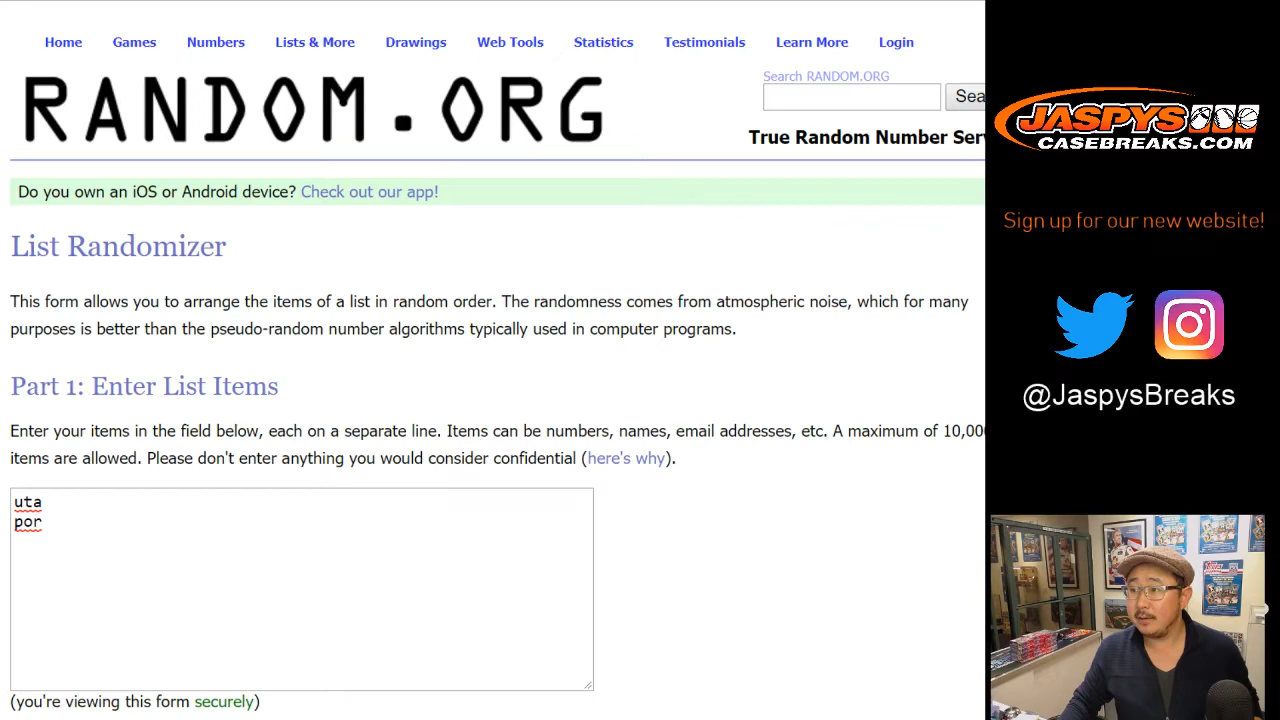 Home Games Numbers Lists & More Drawings Web Tools Statistics Testimonials Learn More Login
RANDOM.ORG
Search RANDOM.ORG
Sea
True Random Number Ser
Do you own an iOS or Android device? Check out our app!
List Randomizer
This form allows you to arrange the items of a list in random order. The randomness comes from atmospheric noise, which for many
purposes is better than the pseudo-random number algorithms typically used in computer programs.
Part 1: Enter List Items
Enter your items in the field below, each on a separate line. Items can be numbers, names, email addresses, etc. A maximum of 10,000
items are allowed. Please don't enter anything you would consider confidential (here's why).
uta
por
(you're viewing this form securely)
JASPYS
CASEBREAKS.COM
Sign up for our new website!
@JaspysBreaks
Topps